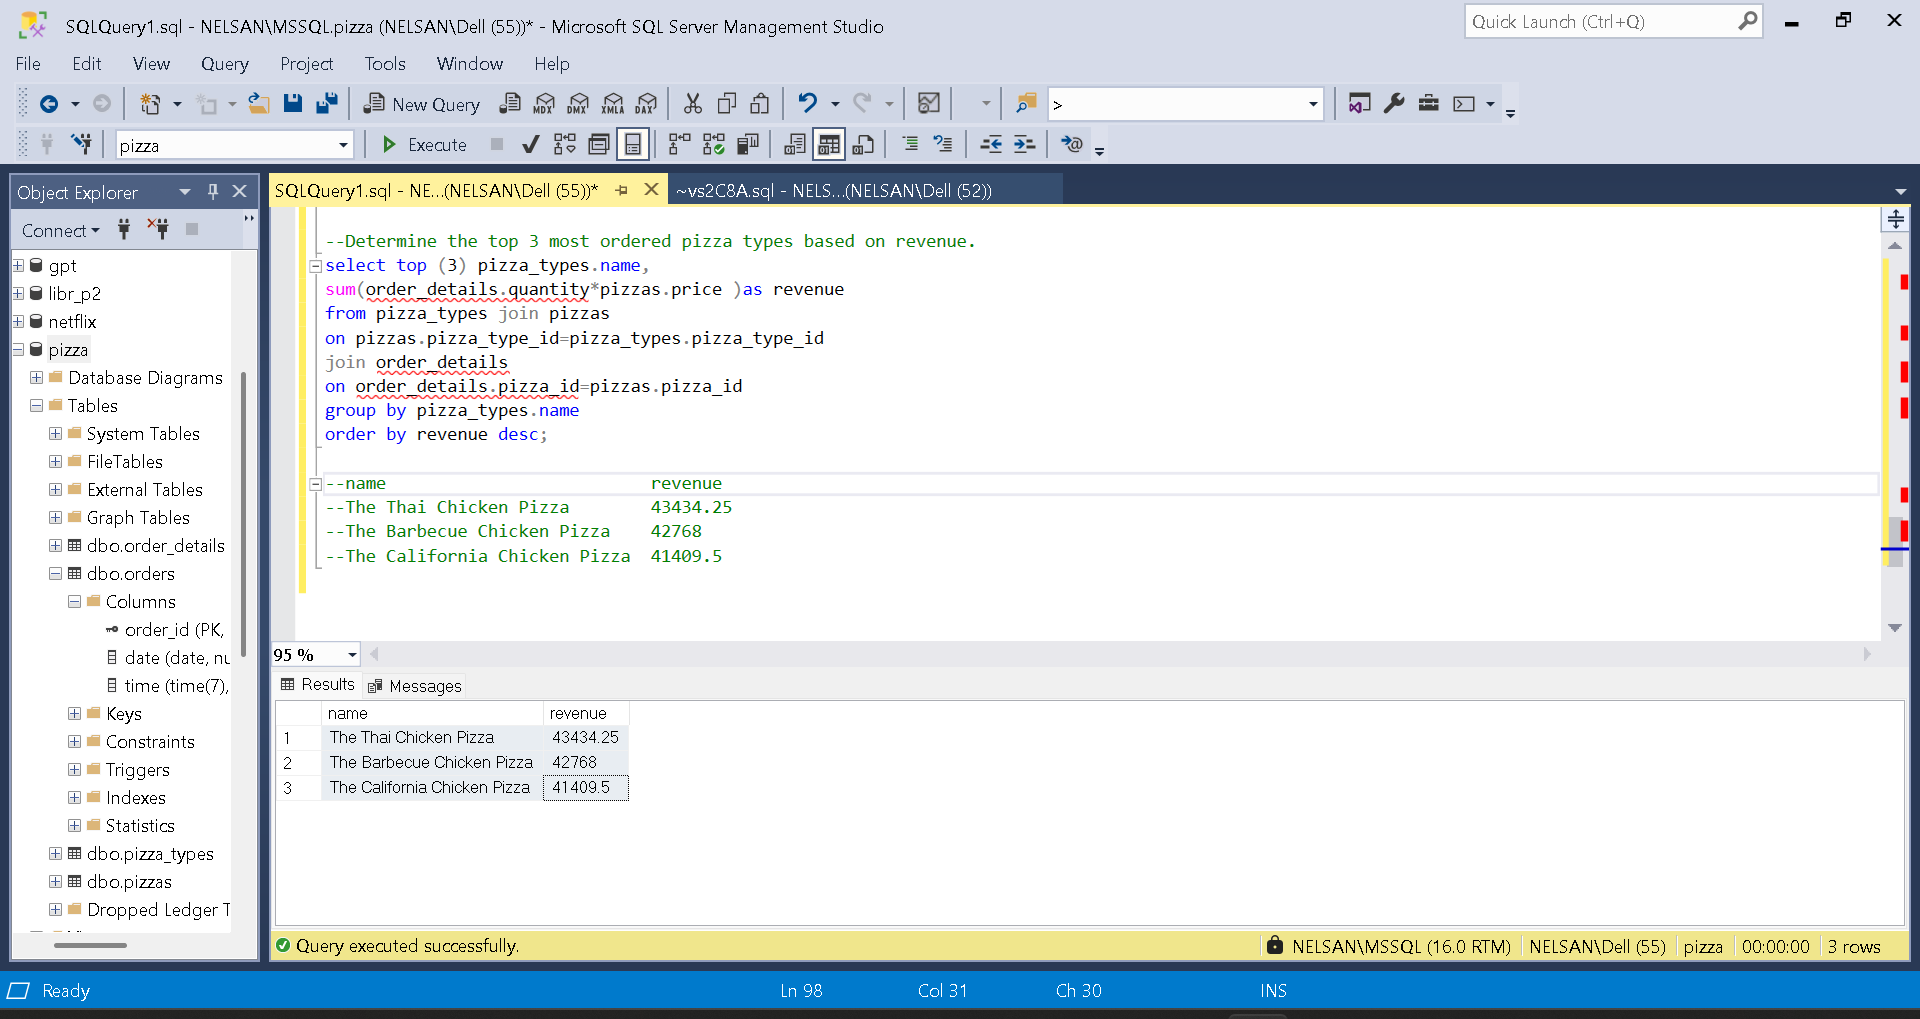 SQLQuery1.sql - NELSAN\MSSQL.pizza (NELSAN\Dell (55))* - Microsoft SQL Server Management Studio
Quick Launch (Ctrl+Q)
File Edit View Query Project Tools Window Help
New Query MDX DMX XMLA DAX >
pizza Execute
Object Explorer
Connect
gpt
libr_p2
netflix
pizza
Database Diagrams
Tables
System Tables
FileTables
External Tables
Graph Tables
dbo.order_details
dbo.orders
Columns
order_id (PK,
date (date, nu
time (time(7),
Keys
Constraints
Triggers
Indexes
Statistics
dbo.pizza_types
dbo.pizzas
Dropped Ledger T
SQLQuery1.sql - NE...(NELSAN\Dell (55))*
~vs2C8A.sql - NELS...(NELSAN\Dell (52))
--Determine the top 3 most ordered pizza types based on revenue.
select top (3) pizza_types.name,
sum(order_details.quantity*pizzas.price )as revenue
from pizza_types join pizzas
on pizzas.pizza_type_id=pizza_types.pizza_type_id
join order_details
on order_details.pizza_id=pizzas.pizza_id
group by pizza_types.name
order by revenue desc;
--name revenue
--The Thai Chicken Pizza 43434.25
--The Barbecue Chicken Pizza 42768
--The California Chicken Pizza 41409.5
95 %
Results Messages
name revenue
1 The Thai Chicken Pizza 43434.25
2 The Barbecue Chicken Pizza 42768
3 The California Chicken Pizza 41409.5
Query executed successfully. NELSAN\MSSQL (16.0 RTM) NELSAN\Dell (55) pizza 00:00:00 3 rows
Ready Ln 98 Col 31 Ch 30 INS